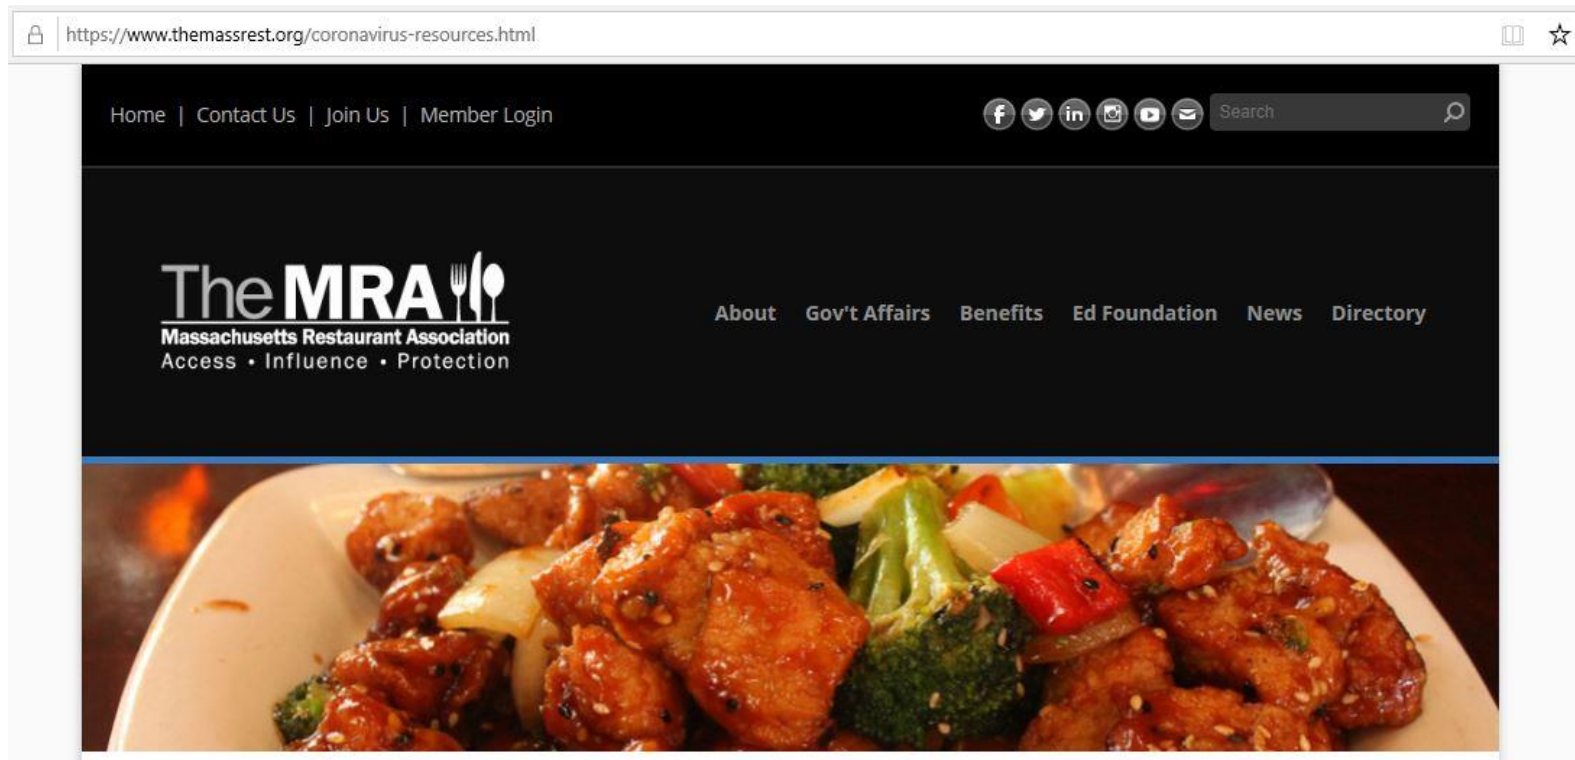 https://www.themassrest.org/coronavirus-resources.html
Home | Contact Us | Join Us | Member Login
Search
The MRA
Massachusetts Restaurant Association
Access • Influence • Protection
About Gov't Affairs Benefits Ed Foundation News Directory